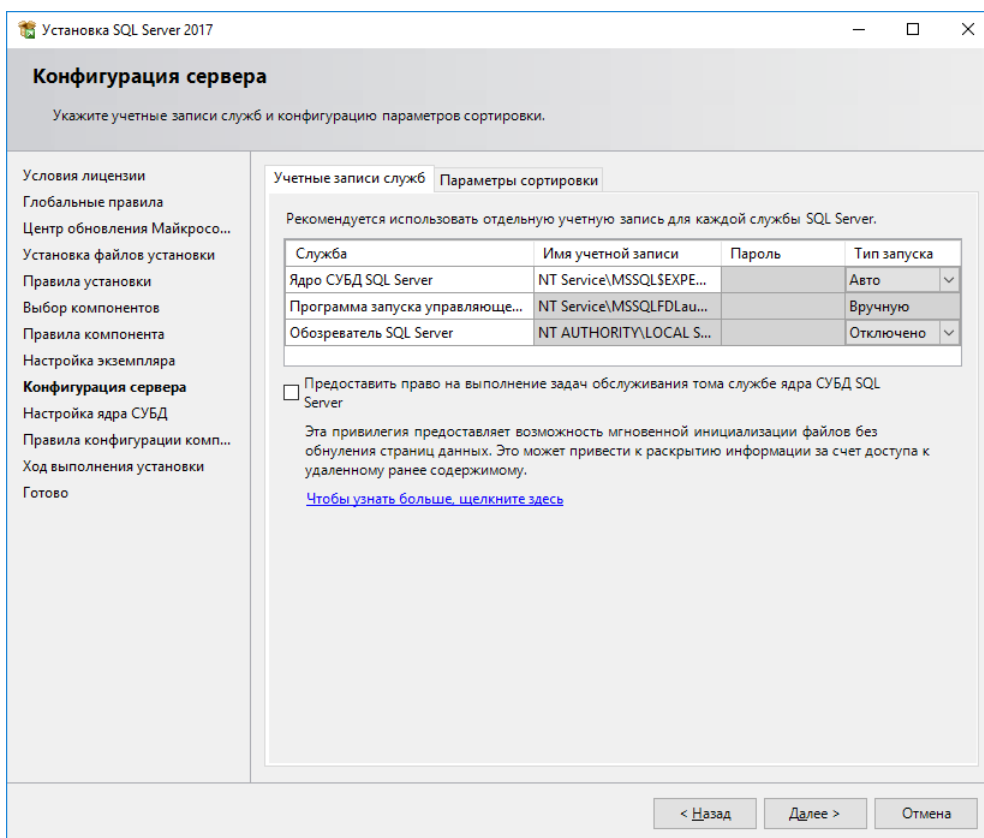 Установка SQL Server 2017
Конфигурация сервера
Укажите учетные записи служб и конфигурацию параметров сортировки.
Условия лицензии
Глобальные правила
Центр обновления Майкросо...
Установка файлов установки
Правила установки
Выбор компонентов
Правила компонента
Настройка экземпляра
Конфигурация сервера
Настройка ядра СУБД
Правила конфигурации комп...
Ход выполнения установки
Готово
Учетные записи служб Параметры сортировки
Рекомендуется использовать отдельную учетную запись для каждой службы SQL Server.
Служба Имя учетной записи Пароль Тип запуска
Ядро СУБД SQL Server NT Service\MSSQL$EXPE... Авто
Программа запуска управляюще... NT Service\MSSQLFDLau... Вручную
Обозреватель SQL Server NT AUTHORITY\LOCAL S... Отключено
Предоставить право на выполнение задач обслуживания тома службе ядра СУБД SQL
Server
Эта привилегия предоставляет возможность мгновенной инициализации файлов без
обнуления страниц данных. Это может привести к раскрытию информации за счет доступа к
удаленному ранее содержимому.
Чтобы узнать больше, щелкните здесь
< Назад Далее > Отмена